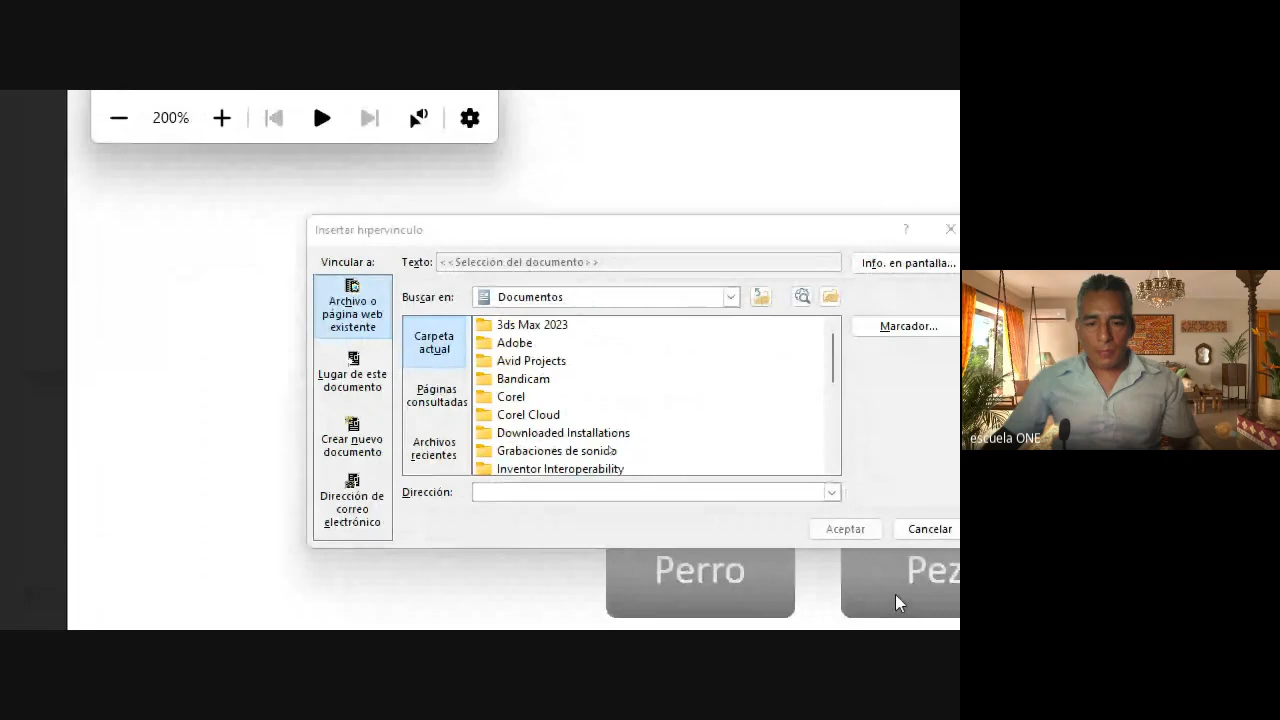 200%
Insertar hipervínculo
?
Vincular a:
Texto:
<<Selección del documento>>
Info. en pantalla...
Archivo o
página web
existente
Buscar en:
Documentos
Carpeta
actual
3ds Max 2023
Adobe
Avid Projects
Bandicam
Corel
Corel Cloud
Downloaded Installations
Grabaciones de sonido
Inventor Interoperability
Marcador...
Lugar de este
documento
Páginas
consultadas
Crear nuevo
documento
Archivos
recientes
Dirección de
correo
electrónico
Dirección:
Aceptar
Cancelar
Perro
Pez
escuela ONE